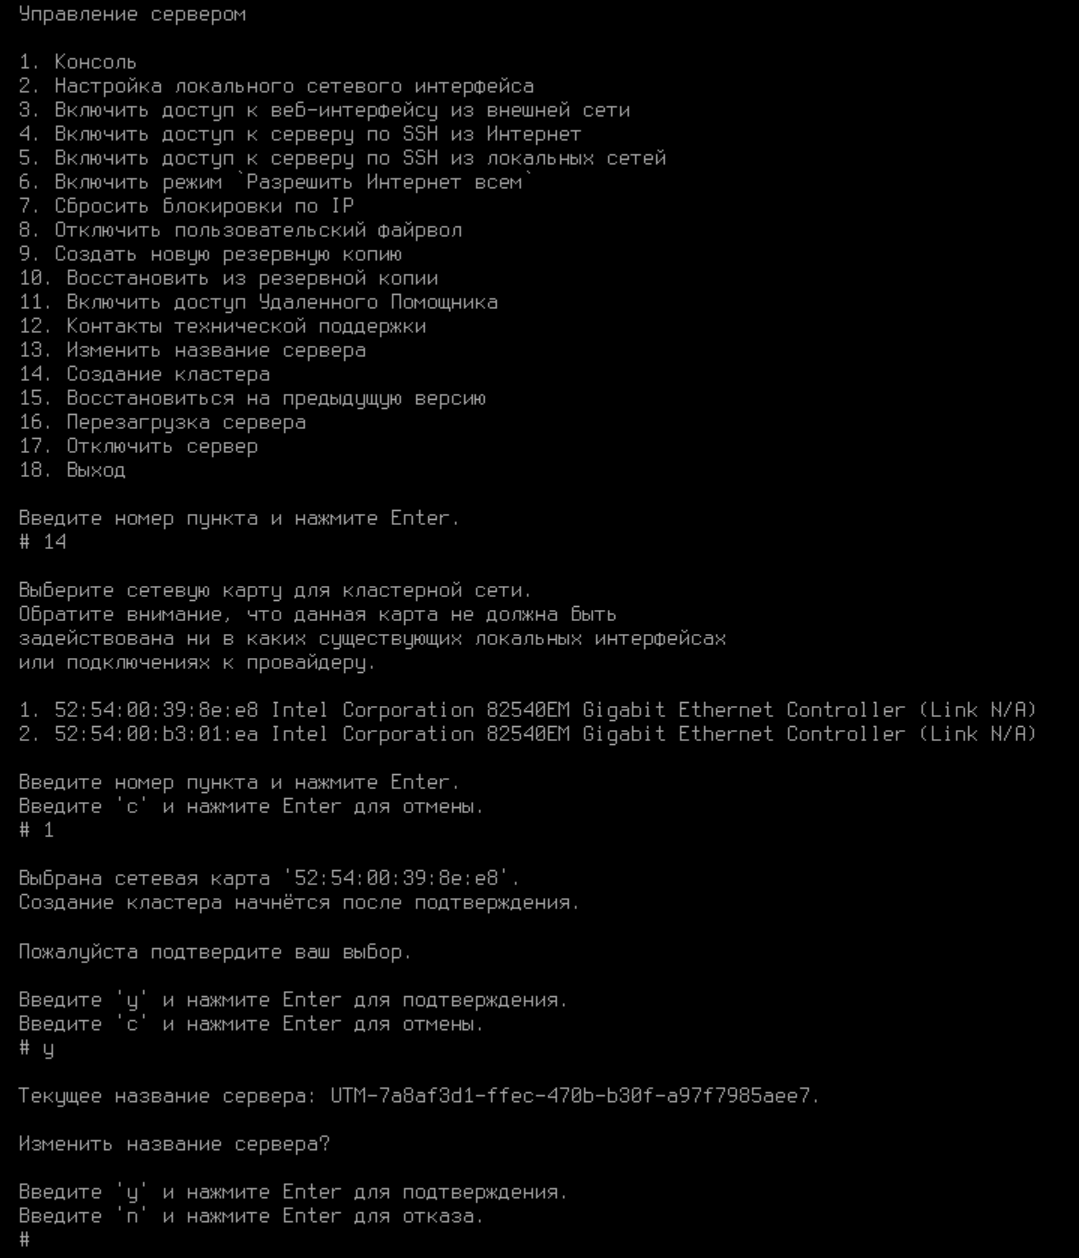 Управление сервером
1. Консоль
2. Настройка локального сетевого интерфейса
3. Включить доступ к веб-интерфейсу из внешней сети
4. Включить доступ к серверу по SSH из Интернет
5. Включить доступ к серверу по SSH из локальных сетей
6. Включить режим `Разрешить Интернет всем`
7. Сбросить блокировки по IP
8. Отключить пользовательский файрвол
9. Создать новую резервную копию
10. Восстановить из резервной копии
11. Включить доступ Удаленного Помощника
12. Контакты технической поддержки
13. Изменить название сервера
14. Создание кластера
15. Восстановиться на предыдущую версию
16. Перезагрузка сервера
17. Отключить сервер
18. Выход
Введите номер пункта и нажмите Enter.
# 14
Выберите сетевую карту для кластерной сети.
Обратите внимание, что данная карта не должна быть
задействована ни в каких существующих локальных интерфейсах
или подключениях к провайдеру.
1. 52:54:00:39:8e:e8 Intel Corporation 82540EM Gigabit Ethernet Controller (Link N/A)
2. 52:54:00:b3:01:ea Intel Corporation 82540EM Gigabit Ethernet Controller (Link N/A)
Введите номер пункта и нажмите Enter.
Введите 'c' и нажмите Enter для отмены.
# 1
Выбрана сетевая карта '52:54:00:39:8e:e8'.
Создание кластера начнётся после подтверждения.
Пожалуйста подтвердите ваш выбор.
Введите 'y' и нажмите Enter для подтверждения.
Введите 'c' и нажмите Enter для отмены.
# y
Текущее название сервера: UTM-7a8af3d1-ffec-470b-b30f-a97f7985aee7.
Изменить название сервера?
Введите 'y' и нажмите Enter для подтверждения.
Введите 'n' и нажмите Enter для отказа.
#